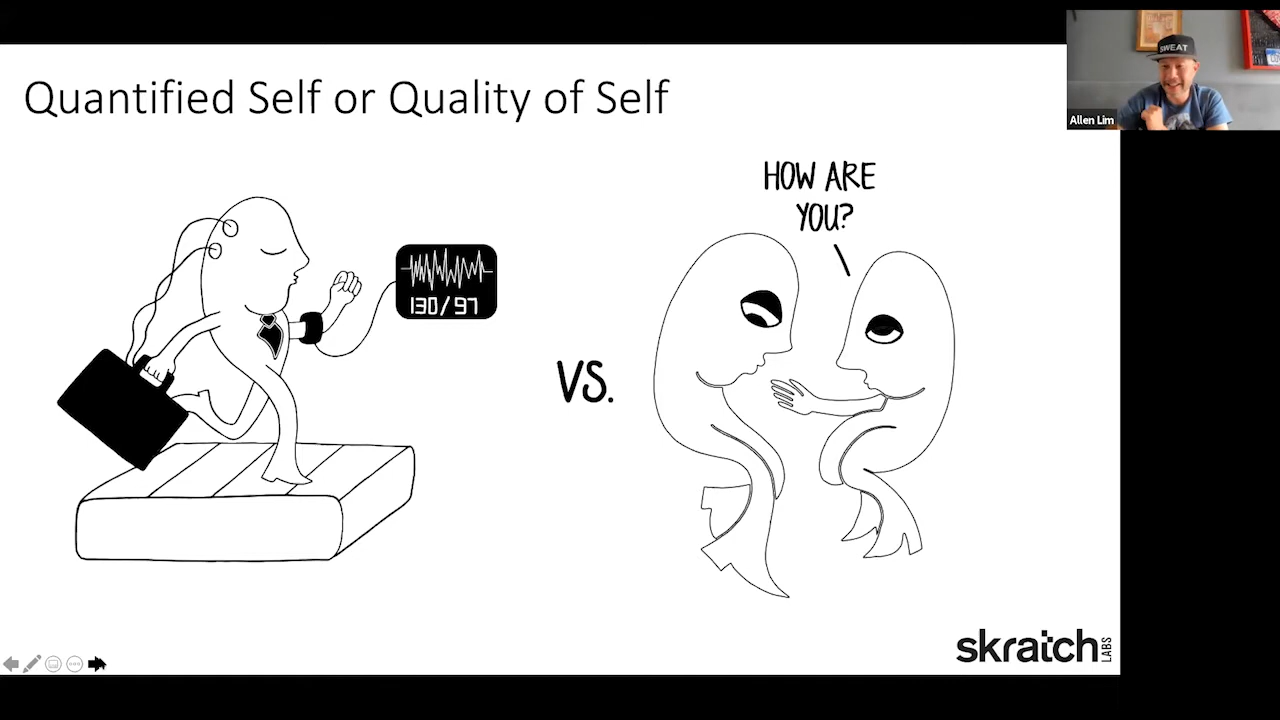 Quantified Self or Quality of Self
SWEAT
Allen Lim
HOW ARE
YOU?
130/97
VS.
skratch
LABS